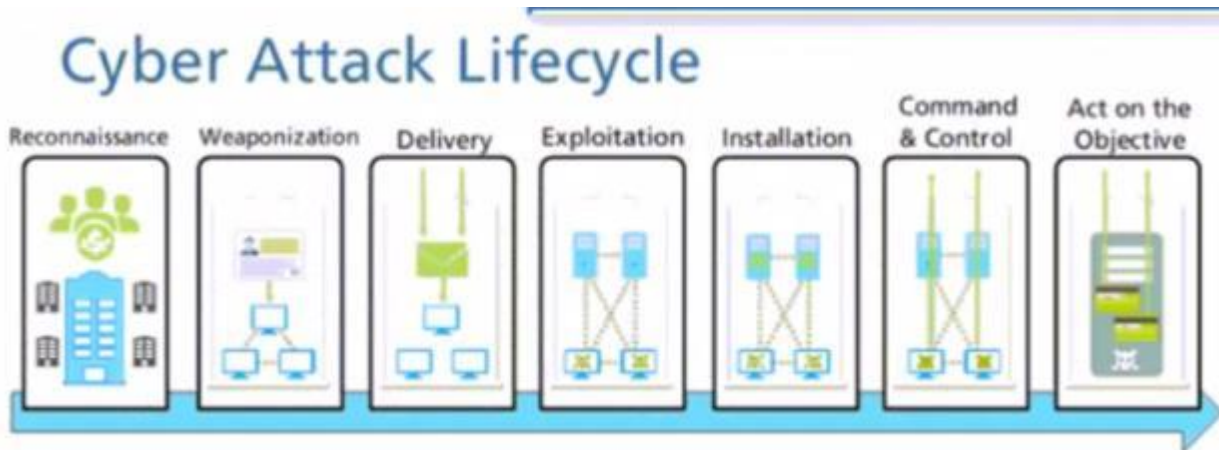 Cyber Attack Lifecycle
Reconnaissance
Weaponization
Delivery
Exploitation
Installation
Command
& Control
Act on the
Objective